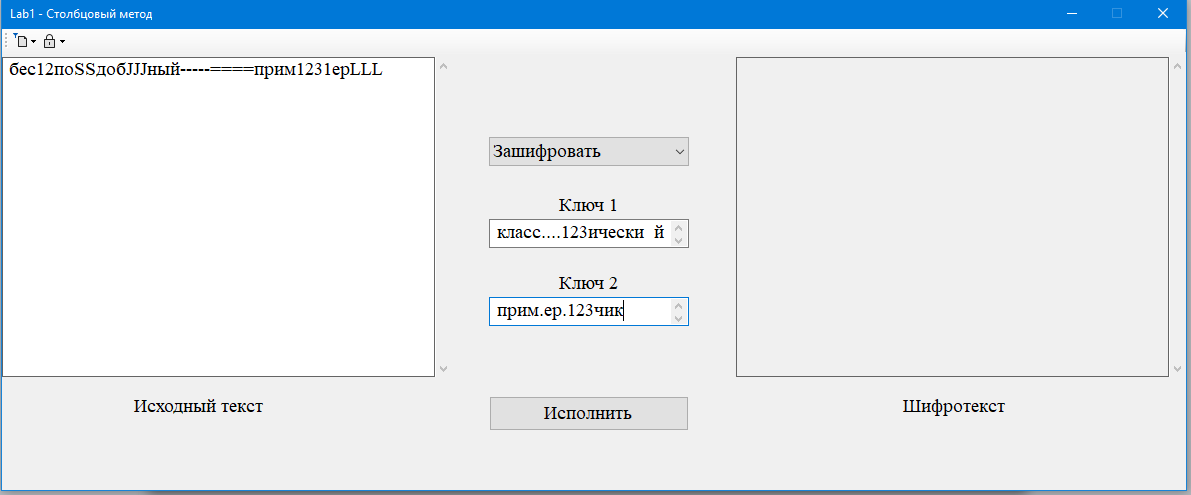 Lab1 - Столбцовый метод
бес12поSSдобJJJный-----====прим1231ерLLL
Зашифровать
Ключ 1
класс....123ически  й
Ключ 2
прим.ер.123чик
Исходный текст
Исполнить
Шифротекст